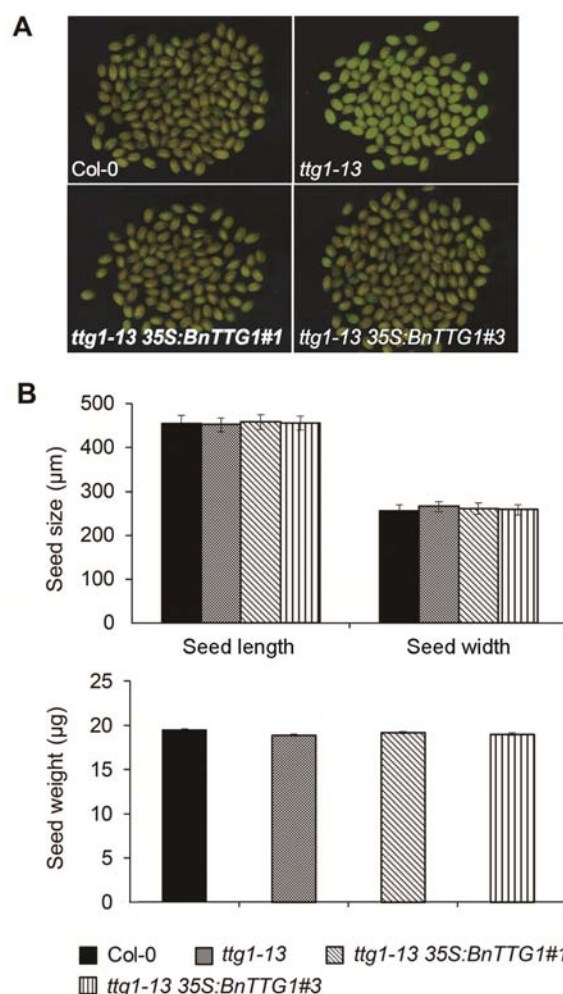 A
Col-0
ttg1-13
ttg1-13 35S:BnTTG1#1
ttg1-13 35S:BnTTG1#3
B
500
400
300
200
100
0
Seed size (µm)
Seed length
Seed width
25
20
15
10
5
0
Seed weight (µg)
Col-0
ttg1-13
ttg1-13 35S:BnTTG1#1
ttg1-13 35S:BnTTG1#3